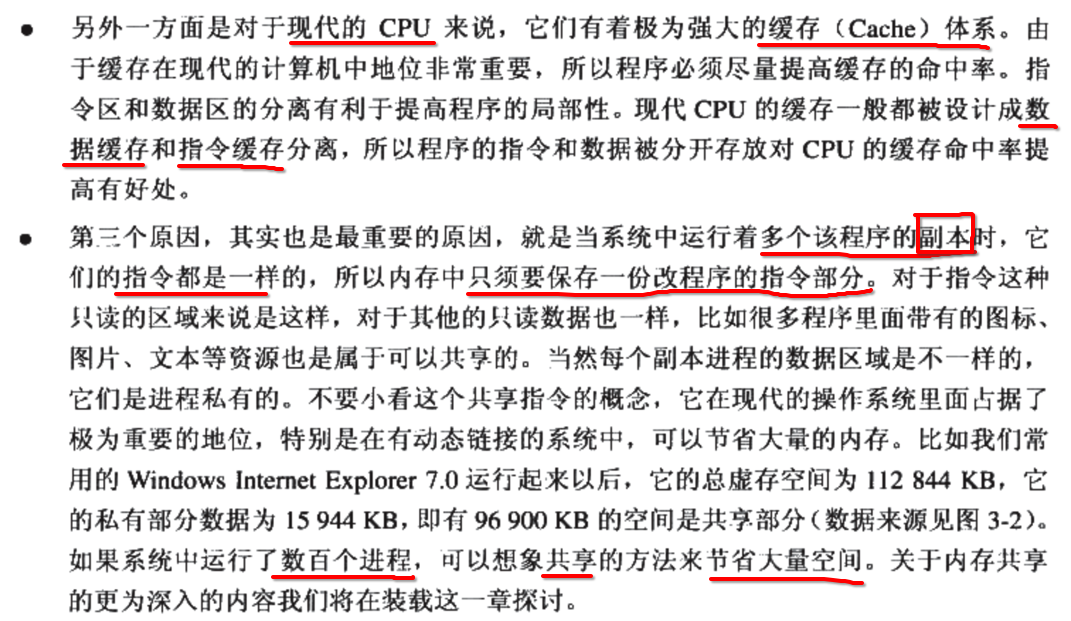 ● 另外一方面是对于现代的 CPU 来说，它们有着极为强大的缓存（Cache）体系。由
于缓存在现代的计算机中地位非常重要，所以程序必须尽量提高缓存的命中率。指
令区和数据区的分离有利于提高程序的局部性。现代 CPU 的缓存一般都被设计成数
据缓存和指令缓存分离，所以程序的指令和数据被分开存放对 CPU 的缓存命中率提
高有好处。
● 第三个原因，其实也是最重要的原因，就是当系统中运行着多个该程序的副本时，它
们的指令都是一样的，所以内存中只须要保存一份改程序的指令部分。对于指令这种
只读的区域来说是这样，对于其他的只读数据也一样，比如很多程序里面带有的图标、
图片、文本等资源也是属于可以共享的。当然每个副本进程的数据区域是不一样的，
它们是进程私有的。不要小看这个共享指令的概念，它在现代的操作系统里面占据了
极为重要的地位，特别是在有动态链接的系统中，可以节省大量的内存。比如我们常
用的 Windows Internet Explorer 7.0 运行起来以后，它的总虚存空间为 112 844 KB，它
的私有部分数据为 15 944 KB，即有 96 900 KB 的空间是共享部分（数据来源见图 3-2）。
如果系统中运行了数百个进程，可以想象共享的方法来节省大量空间。关于内存共享
的更为深入的内容我们将在装载这一章探讨。